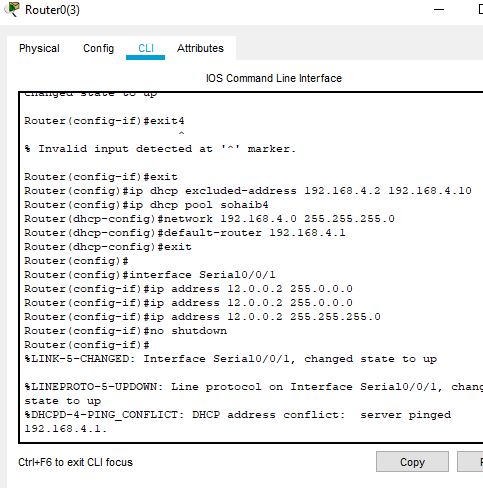 Router0(3)
Physical Config CLI Attributes
IOS Command Line Interface
changed state to up
Router(config-if)#exit4
^
% Invalid input detected at '^' marker.
Router(config-if)#exit
Router(config)#ip dhcp excluded-address 192.168.4.2 192.168.4.10
Router(config)#ip dhcp pool sohaib4
Router(dhcp-config)#network 192.168.4.0 255.255.255.0
Router(dhcp-config)#default-router 192.168.4.1
Router(dhcp-config)#exit
Router(config)#
Router(config)#interface Serial0/0/1
Router(config-if)#ip address 12.0.0.2 255.0.0.0
Router(config-if)#ip address 12.0.0.2 255.0.0.0
Router(config-if)#ip address 12.0.0.2 255.255.255.0
Router(config-if)#no shutdown
Router(config-if)#
%LINK-5-CHANGED: Interface Serial0/0/1, changed state to up
%LINEPROTO-5-UPDOWN: Line protocol on Interface Serial0/0/1, chang
state to up
%DHCPD-4-PING_CONFLICT: DHCP address conflict: server pinged
192.168.4.1.
Ctrl+F6 to exit CLI focus
Copy